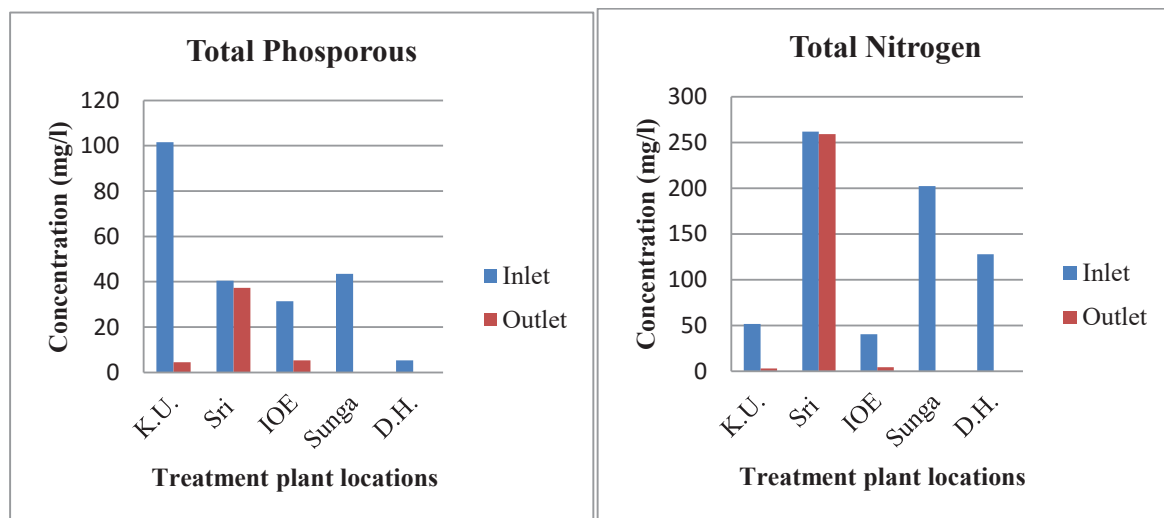 Total Phosporous
Concentration (mg/l)
120
100
80
60
40
20
0
K.U.
Sri
IOE
Sunga
D.H.
Treatment plant locations
Inlet
Outlet
Total Nitrogen
Concentration (mg/l)
300
250
200
150
100
50
0
K.U.
Sri
IOE
Sunga
D.H.
Treatment plant locations
Inlet
Outlet